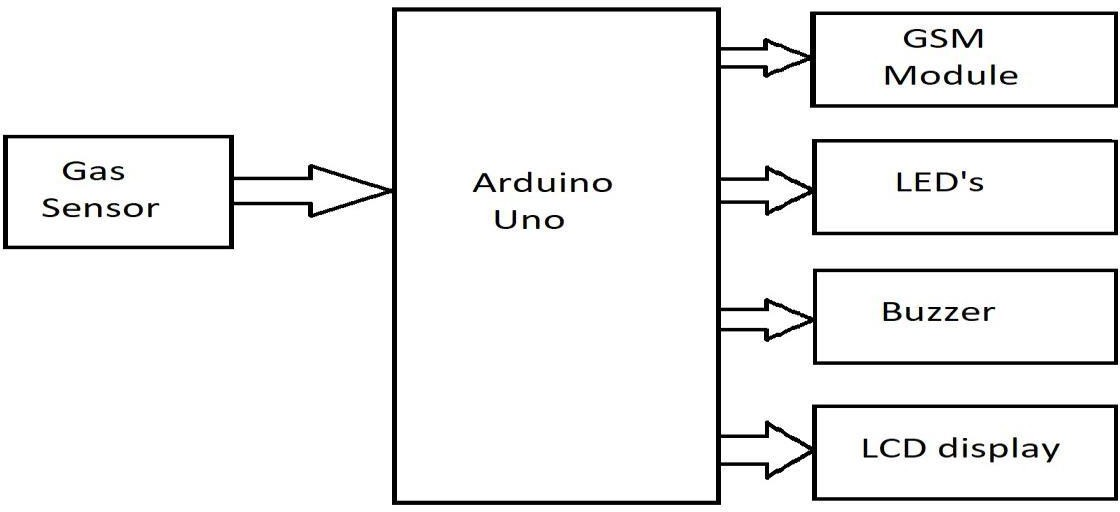 Gas
Sensor
Arduino
Uno
GSM
Module
LED's
Buzzer
LCD display